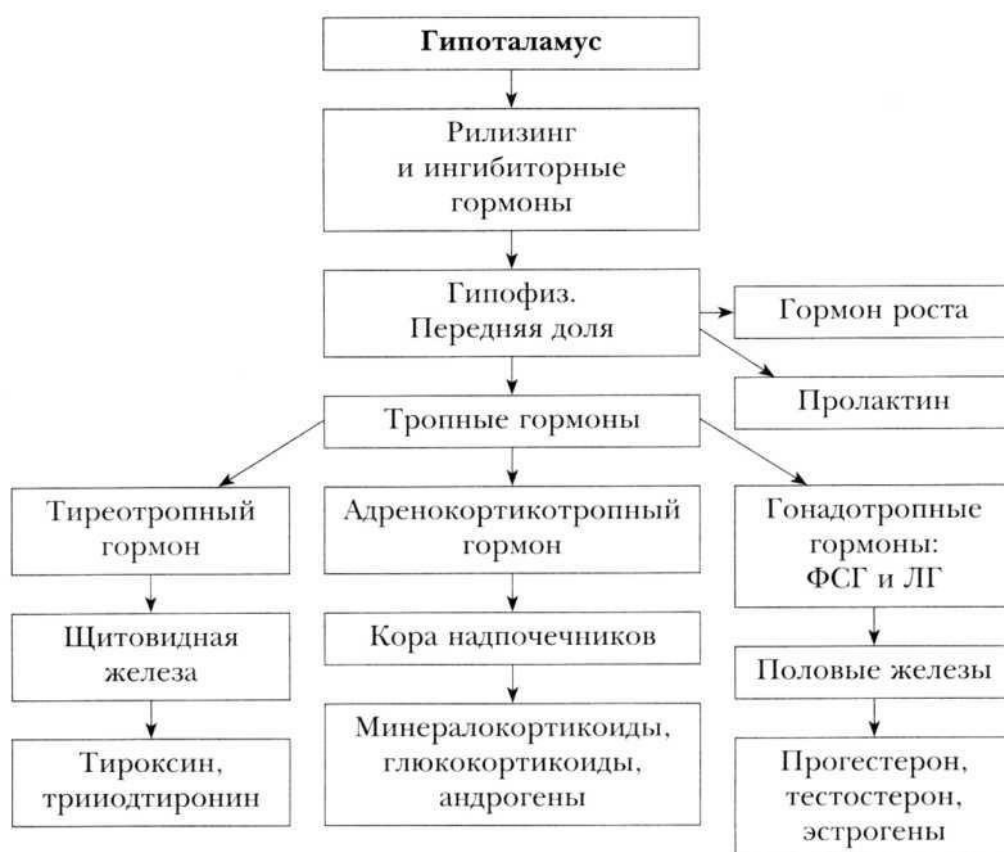 Гипоталамус
Рилизинг
и ингибиторные
гормоны
Гипофиз.
Передняя доля
Гормон роста
Пролактин
Тропные гормоны
Тиреотропный
гормон
Адренокортикотропный
гормон
Гонадотропные
гормоны:
ФСГ и ЛГ
Щитовидная
железа
Кора надпочечников
Половые железы
Тироксин,
трииодтиронин
Минералокортикоиды,
глюкокортикоиды,
андрогены
Прогестерон,
тестостерон,
эстрогены